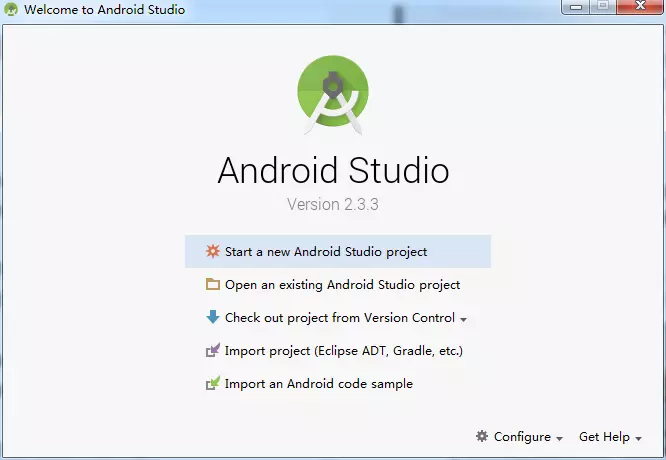 Welcome to Android Studio
Android Studio
Version 2.3.3
Start a new Android Studio project
Open an existing Android Studio project
Check out project from Version Control
Import project (Eclipse ADT, Gradle, etc.)
Import an Android code sample
Configure Get Help